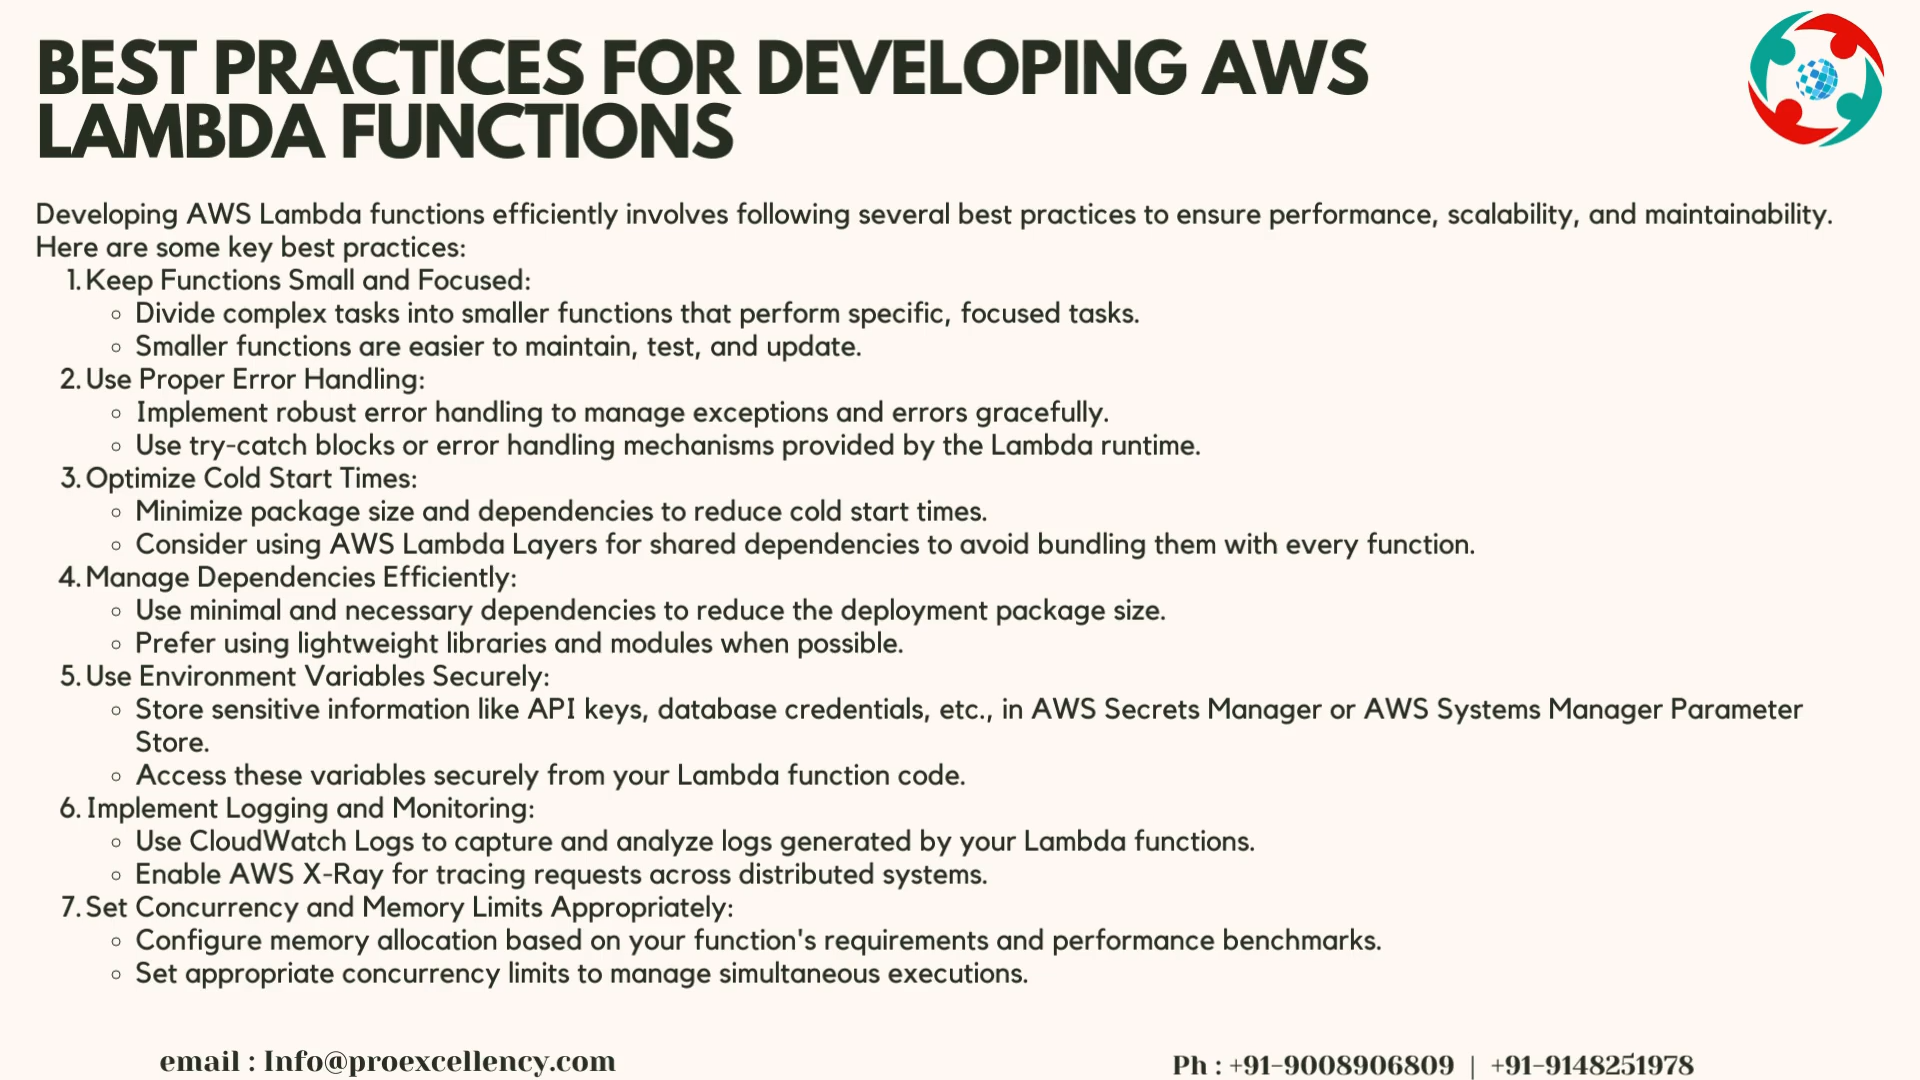 BEST PRACTICES FOR DEVELOPING AWS
LAMBDA FUNCTIONS
Developing AWS Lambda functions efficiently involves following several best practices to ensure performance, scalability, and maintainability.
Here are some key best practices:
1. Keep Functions Small and Focused:
◦ Divide complex tasks into smaller functions that perform specific, focused tasks.
◦ Smaller functions are easier to maintain, test, and update.
2. Use Proper Error Handling:
◦ Implement robust error handling to manage exceptions and errors gracefully.
◦ Use try-catch blocks or error handling mechanisms provided by the Lambda runtime.
3. Optimize Cold Start Times:
◦ Minimize package size and dependencies to reduce cold start times.
◦ Consider using AWS Lambda Layers for shared dependencies to avoid bundling them with every function.
4. Manage Dependencies Efficiently:
◦ Use minimal and necessary dependencies to reduce the deployment package size.
◦ Prefer using lightweight libraries and modules when possible.
5. Use Environment Variables Securely:
◦ Store sensitive information like API keys, database credentials, etc., in AWS Secrets Manager or AWS Systems Manager Parameter
Store.
◦ Access these variables securely from your Lambda function code.
6. Implement Logging and Monitoring:
◦ Use CloudWatch Logs to capture and analyze logs generated by your Lambda functions.
◦ Enable AWS X-Ray for tracing requests across distributed systems.
7. Set Concurrency and Memory Limits Appropriately:
◦ Configure memory allocation based on your function's requirements and performance benchmarks.
◦ Set appropriate concurrency limits to manage simultaneous executions.
email : Info@proexcellency.com
Ph : +91-9008906809 | +91-9148251978